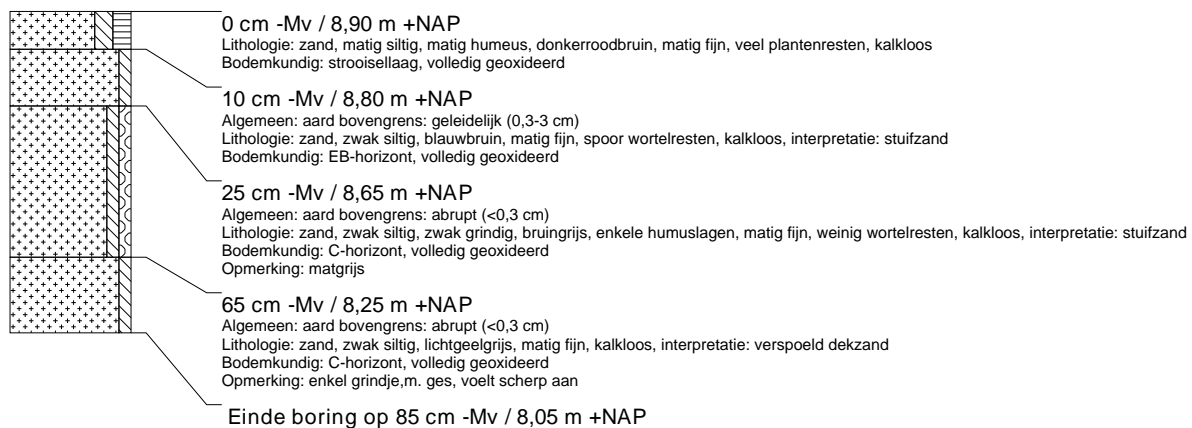 0 cm -Mv / 8,90 m +NAP
Lithologie: zand, matig siltig, matig humeus, donkerroodbruin, matig fijn, veel plantenresten, kalkloos
Bodemkundig: strooisellaag, volledig geoxideerd
10 cm -Mv / 8,80 m +NAP
Algemeen: aard bovengrens: geleidelijk (0,3-3 cm)
Lithologie: zand, zwak siltig, blauwbruin, matig fijn, spoor wortelresten, kalkloos, interpretatie: stuifzand
Bodemkundig: EB-horizont, volledig geoxideerd
25 cm -Mv / 8,65 m +NAP
Algemeen: aard bovengrens: abrupt (<0,3 cm)
Lithologie: zand, zwak siltig, zwak grindig, bruingrijs, enkele humuslagen, matig fijn, weinig wortelresten, kalkloos, interpretatie: stuifzand
Bodemkundig: C-horizont, volledig geoxideerd
Opmerking: matgrijs
65 cm -Mv / 8,25 m +NAP
Algemeen: aard bovengrens: abrupt (<0,3 cm)
Lithologie: zand, zwak siltig, lichtgeelgrijs, matig fijn, kalkloos, interpretatie: verspoeld dekzand
Bodemkundig: C-horizont, volledig geoxideerd
Opmerking: enkel grindje,m. ges, voelt scherp aan
Einde boring op 85 cm -Mv / 8,05 m +NAP